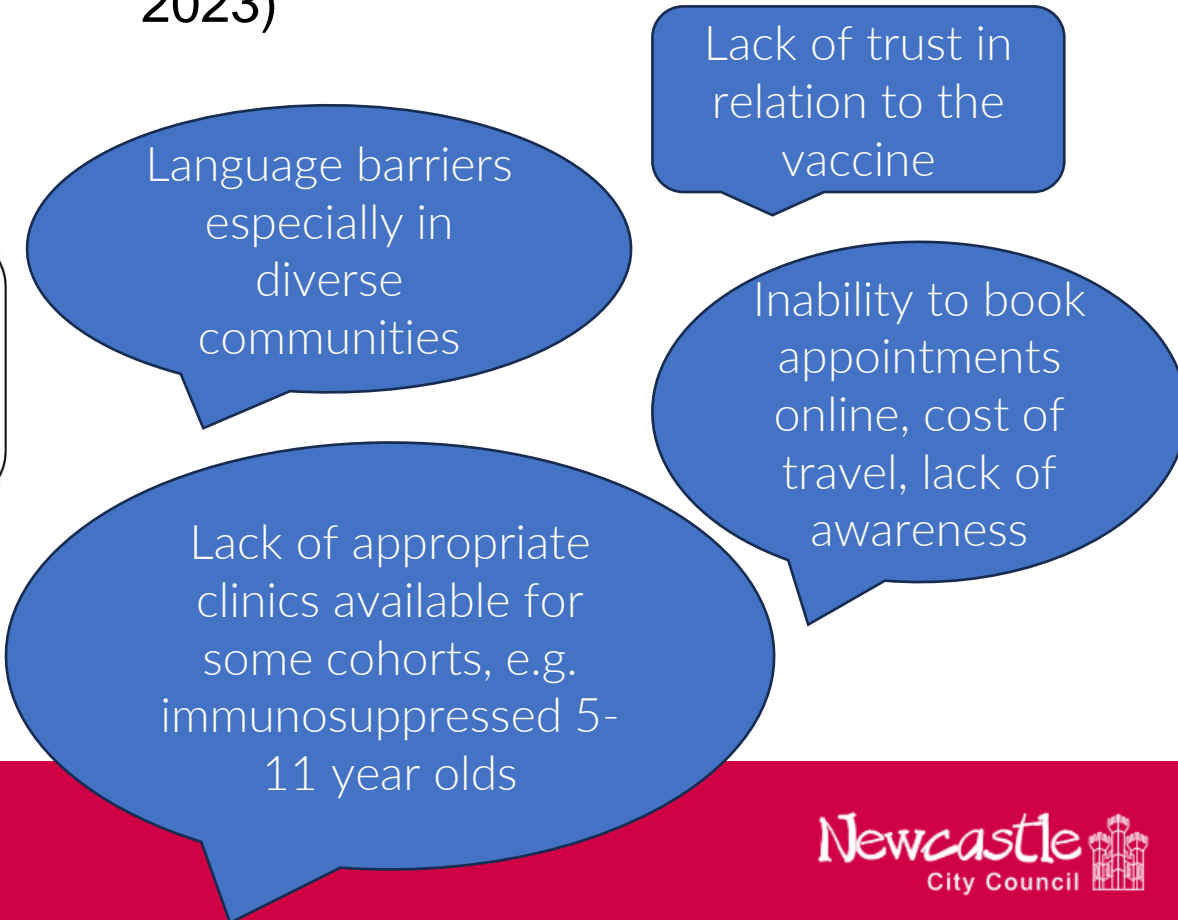 2023)
Lack of trust in
relation to the
vaccine
Language barriers
especially in
diverse
communities
Inability to book
appointments
online, cost of
travel, lack of
awareness
Lack of appropriate
clinics available for
some cohorts, e.g.
immunosuppressed 5-
11 year olds
Newcastle
City Council